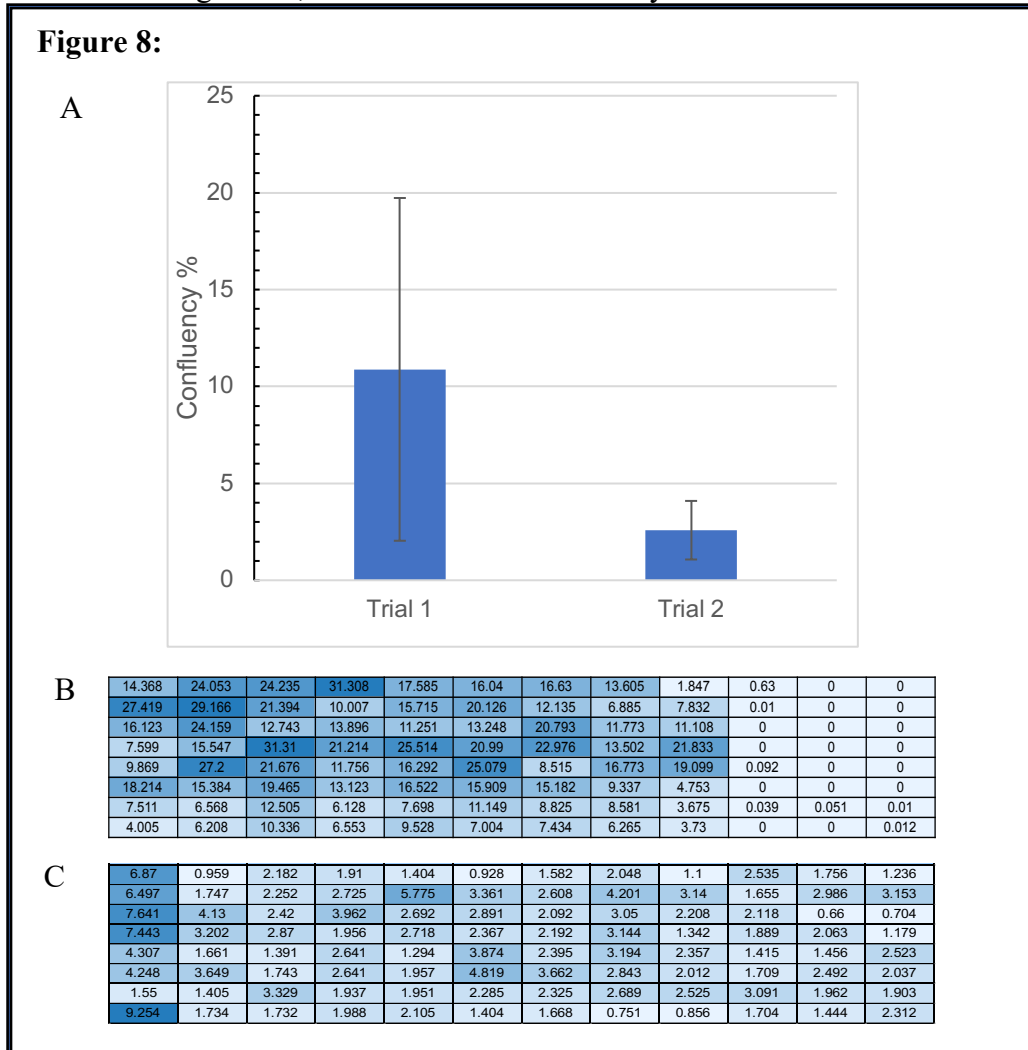 Figure 8:
A
25
20
15
10
5
0
Confluency %
Trial 1 Trial 2
B
14.368 24.053 24.235 31.308 17.585 16.04 16.63 13.605 1.847 0.63 0 0
27.419 29.166 21.394 10.007 15.715 20.126 12.135 6.885 7.832 0.01 0 0
16.123 24.159 12.743 13.896 11.251 13.248 20.793 11.773 11.108 0 0 0
7.599 15.547 31.31 21.214 25.514 20.99 22.976 13.502 21.833 0 0 0
9.869 27.2 21.676 11.756 16.292 25.079 8.515 16.773 19.099 0.092 0 0
18.214 15.384 19.465 13.123 16.522 15.909 15.182 9.337 4.753 0 0 0
7.511 6.568 12.505 6.128 7.698 11.149 8.825 8.581 3.675 0.039 0.051 0.01
4.005 6.208 10.336 6.553 9.528 7.004 7.434 6.265 3.73 0 0 0.012
C
6.87 0.959 2.182 1.91 1.404 0.928 1.582 2.048 1.1 2.535 1.756 1.236
6.497 1.747 2.252 2.725 5.775 3.361 2.608 4.201 3.14 1.655 2.986 3.153
7.641 4.13 2.42 3.962 2.692 2.891 2.092 3.05 2.208 2.118 0.66 0.704
7.443 3.202 2.87 1.956 2.718 2.367 2.192 3.144 1.342 1.889 2.063 1.179
4.307 1.661 1.391 2.641 1.294 3.874 2.395 3.194 2.357 1.415 1.456 2.523
4.248 3.649 1.743 2.641 1.957 4.819 3.662 2.843 2.012 1.709 2.492 2.037
1.55 1.405 3.329 1.937 1.951 2.285 2.325 2.689 2.525 3.091 1.962 1.903
9.254 1.734 1.732 1.988 2.105 1.404 1.668 0.751 0.856 1.704 1.444 2.312